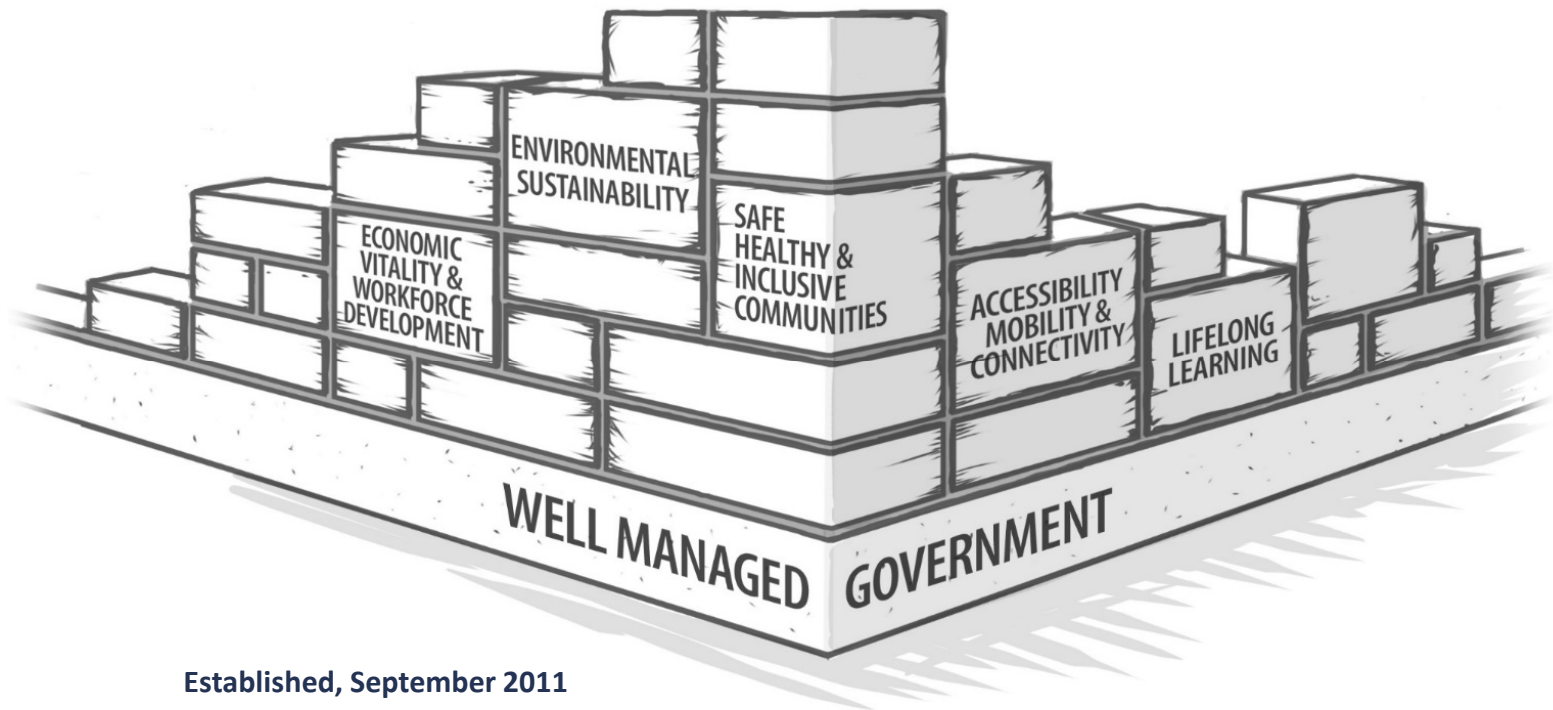 ENVIRONMENTAL
SUSTAINABILITY
ECONOMIC
VITALITY &
WORKFORCE
DEVELOPMENT
SAFE
HEALTHY &
INCLUSIVE
COMMUNITIES
ACCESSIBILITY
MOBILITY &
CONNECTIVITY
LIFELONG
LEARNING
WELL MANAGED GOVERNMENT
Established, September 2011